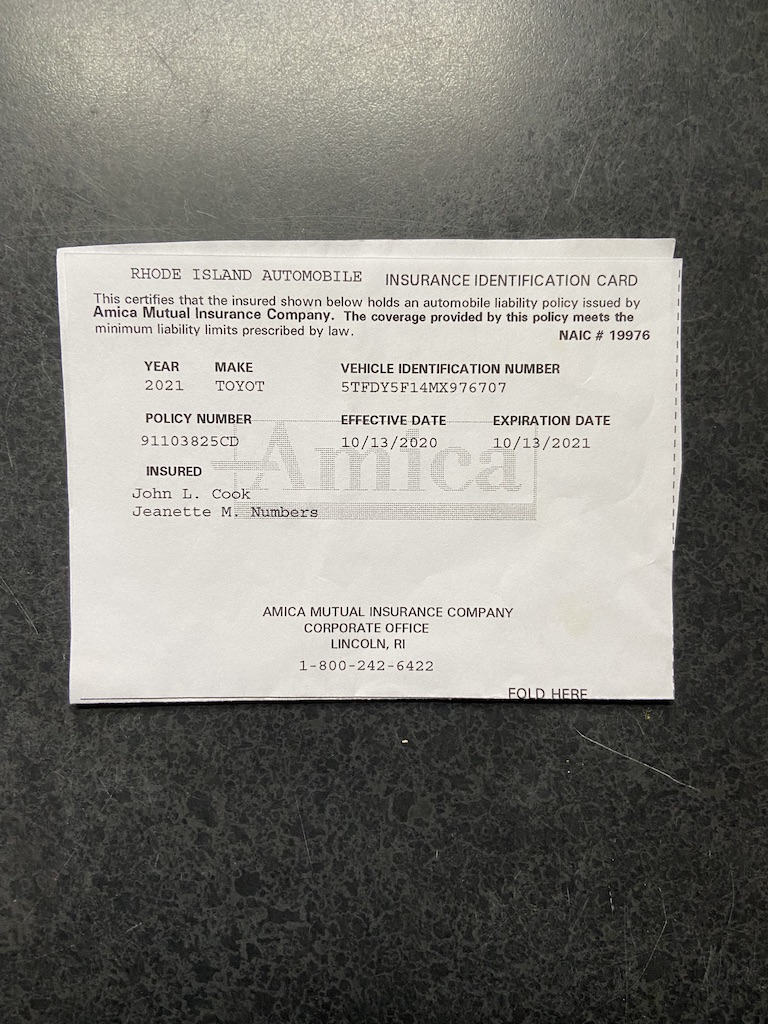 RHODE ISLAND AUTOMOBILE INSURANCE IDENTIFICATION CARD
This certifies that the insured shown below holds an automobile liability policy issued by
Amica Mutual Insurance Company. The coverage provided by this policy meets the
minimum liability limits prescribed by law.
NAIC # 19976
YEAR MAKE VEHICLE IDENTIFICATION NUMBER
2021 TOYOT 5TFDY5F14MX976707
POLICY NUMBER EFFECTIVE DATE EXPIRATION DATE
91103825CD 10/13/2020 10/13/2021
Amica
INSURED
John L. Cook
Jeanette M. Numbers
AMICA MUTUAL INSURANCE COMPANY
CORPORATE OFFICE
LINCOLN, RI
1-800-242-6422
FOLD HERE